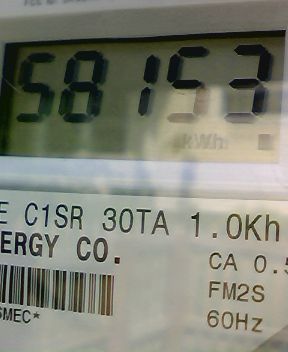 58153
kWh
E C1SR 30TA 1.0Kh
ERGY CO.
CA 0.5
FM2S
SMEC*
60Hz